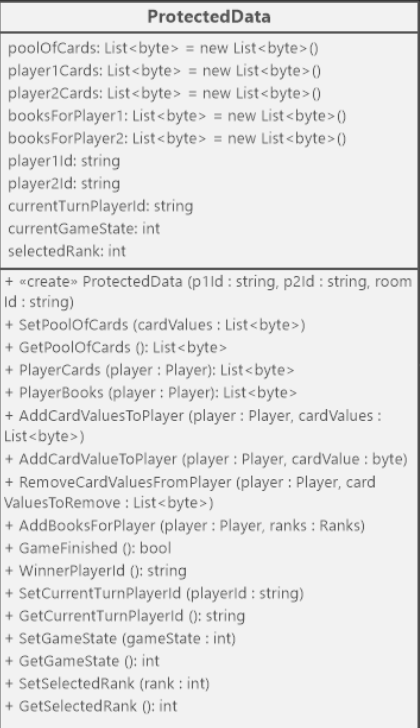 ProtectedData
poolOfCards: List<byte> = new List<byte>()
player1Cards: List<byte> = new List<byte>()
player2Cards: List<byte> = new List<byte>()
booksForPlayer1: List<byte> = new List<byte>()
booksForPlayer2: List<byte> = new List<byte>()
player1Id: string
player2Id: string
currentTurnPlayerId: string
currentGameState: int
selectedRank: int
+ «create» ProtectedData (p1Id : string, p2Id : string, room
Id : string)
+ SetPoolOfCards (cardValues : List<byte>)
+ GetPoolOfCards (): List<byte>
+ PlayerCards (player : Player): List<byte>
+ PlayerBooks (player : Player): List<byte>
+ AddCardValuesToPlayer (player : Player, cardValues :
List<byte>)
+ AddCardValueToPlayer (player : Player, cardValue : byte)
+ RemoveCardValuesFromPlayer (player : Player, card
ValuesToRemove : List<byte>)
+ AddBooksForPlayer (player : Player, ranks : Ranks)
+ GameFinished (): bool
+ WinnerPlayerId (): string
+ SetCurrentTurnPlayerId (playerId : string)
+ GetCurrentTurnPlayerId (): string
+ SetGameState (gameState : int)
+ GetGameState (): int
+ SetSelectedRank (rank : int)
+ GetSelectedRank (): int